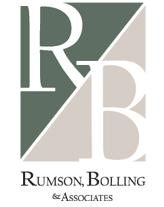 R
B
RUMSON, BOLLING
& ASSOCIATES